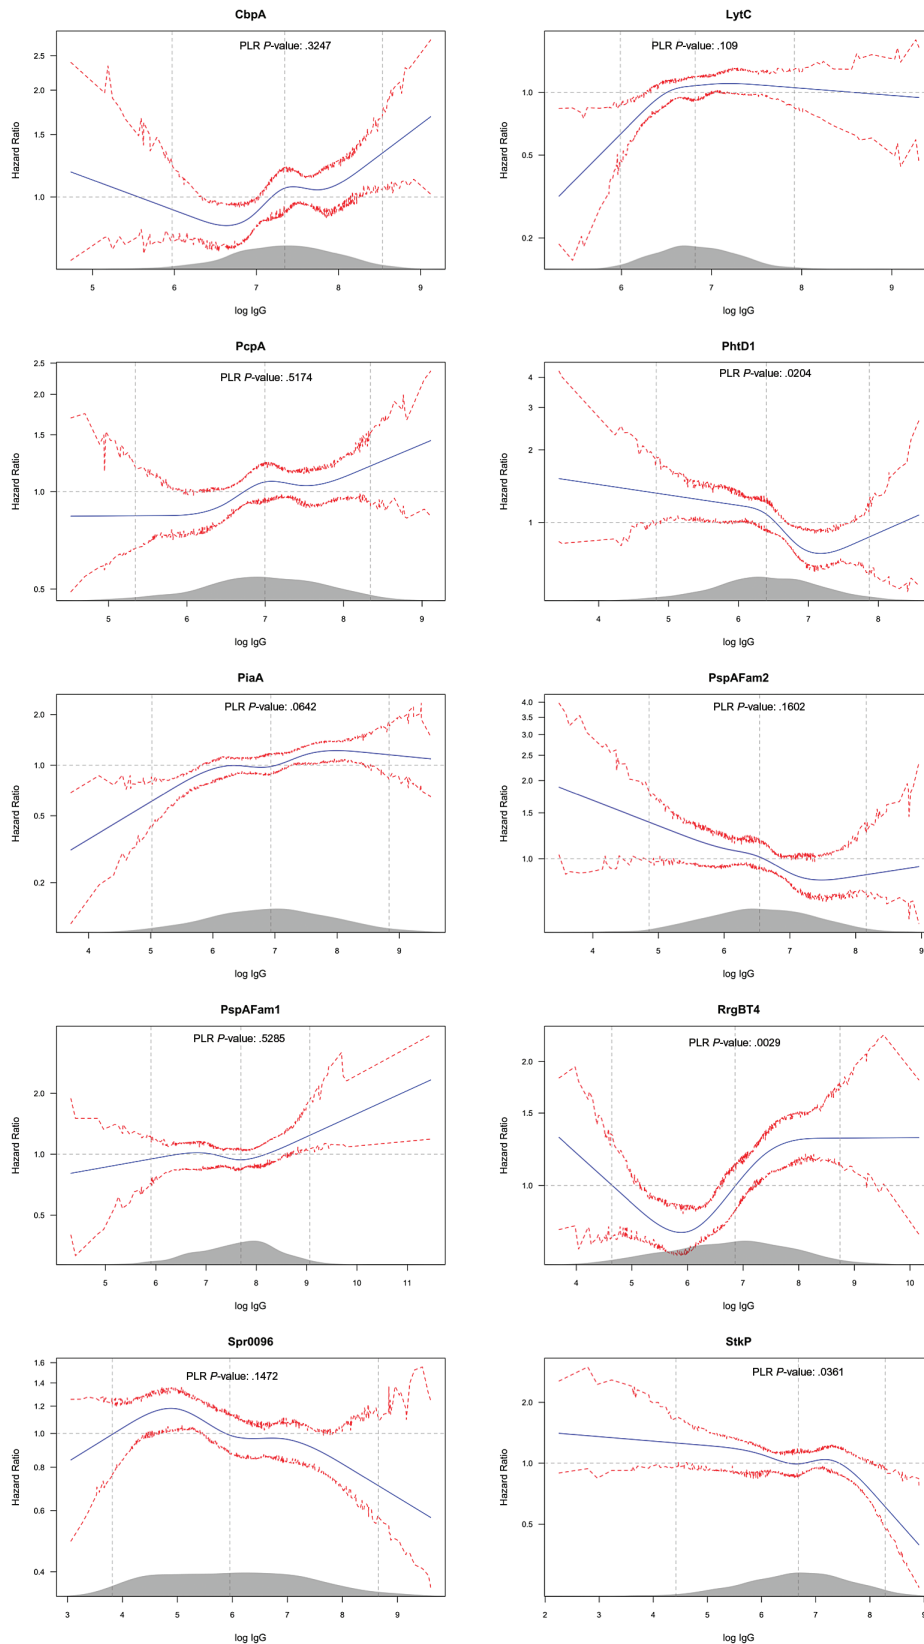 CbpA
PLR P-value: .3247
2.5
2.0
1.5
1.0
Hazard Ratio
5 6 7 8 9
log IgG
LytC
PLR P-value: .109
1.0
0.5
0.2
Hazard Ratio
6 7 8 9
log IgG
PcpA
PLR P-value: .5174
2.5
2.0
1.5
1.0
0.5
Hazard Ratio
5 6 7 8 9
log IgG
PhtD1
PLR P-value: .0204
4
3
2
1
Hazard Ratio
4 5 6 7 8
log IgG
PiaA
PLR P-value: .0642
2.0
1.0
0.5
0.2
Hazard Ratio
4 5 6 7 8 9
log IgG
PspAFam2
PLR P-value: .1602
4.0
3.5
3.0
2.5
2.0
1.5
1.0
Hazard Ratio
4 5 6 7 8 9
log IgG
PspAFam1
PLR P-value: .5285
2.0
1.0
0.5
Hazard Ratio
5 6 7 8 9 10 11
log IgG
RrgBT4
PLR P-value: .0029
2.0
1.5
1.0
Hazard Ratio
4 5 6 7 8 9 10
log IgG
Spr0096
PLR P-value: .1472
1.6
1.4
1.2
1.0
0.8
0.6
0.4
Hazard Ratio
3 4 5 6 7 8 9
log IgG
StkP
PLR P-value: .0361
2.0
1.0
0.5
Hazard Ratio
2 3 4 5 6 7 8 9
log IgG